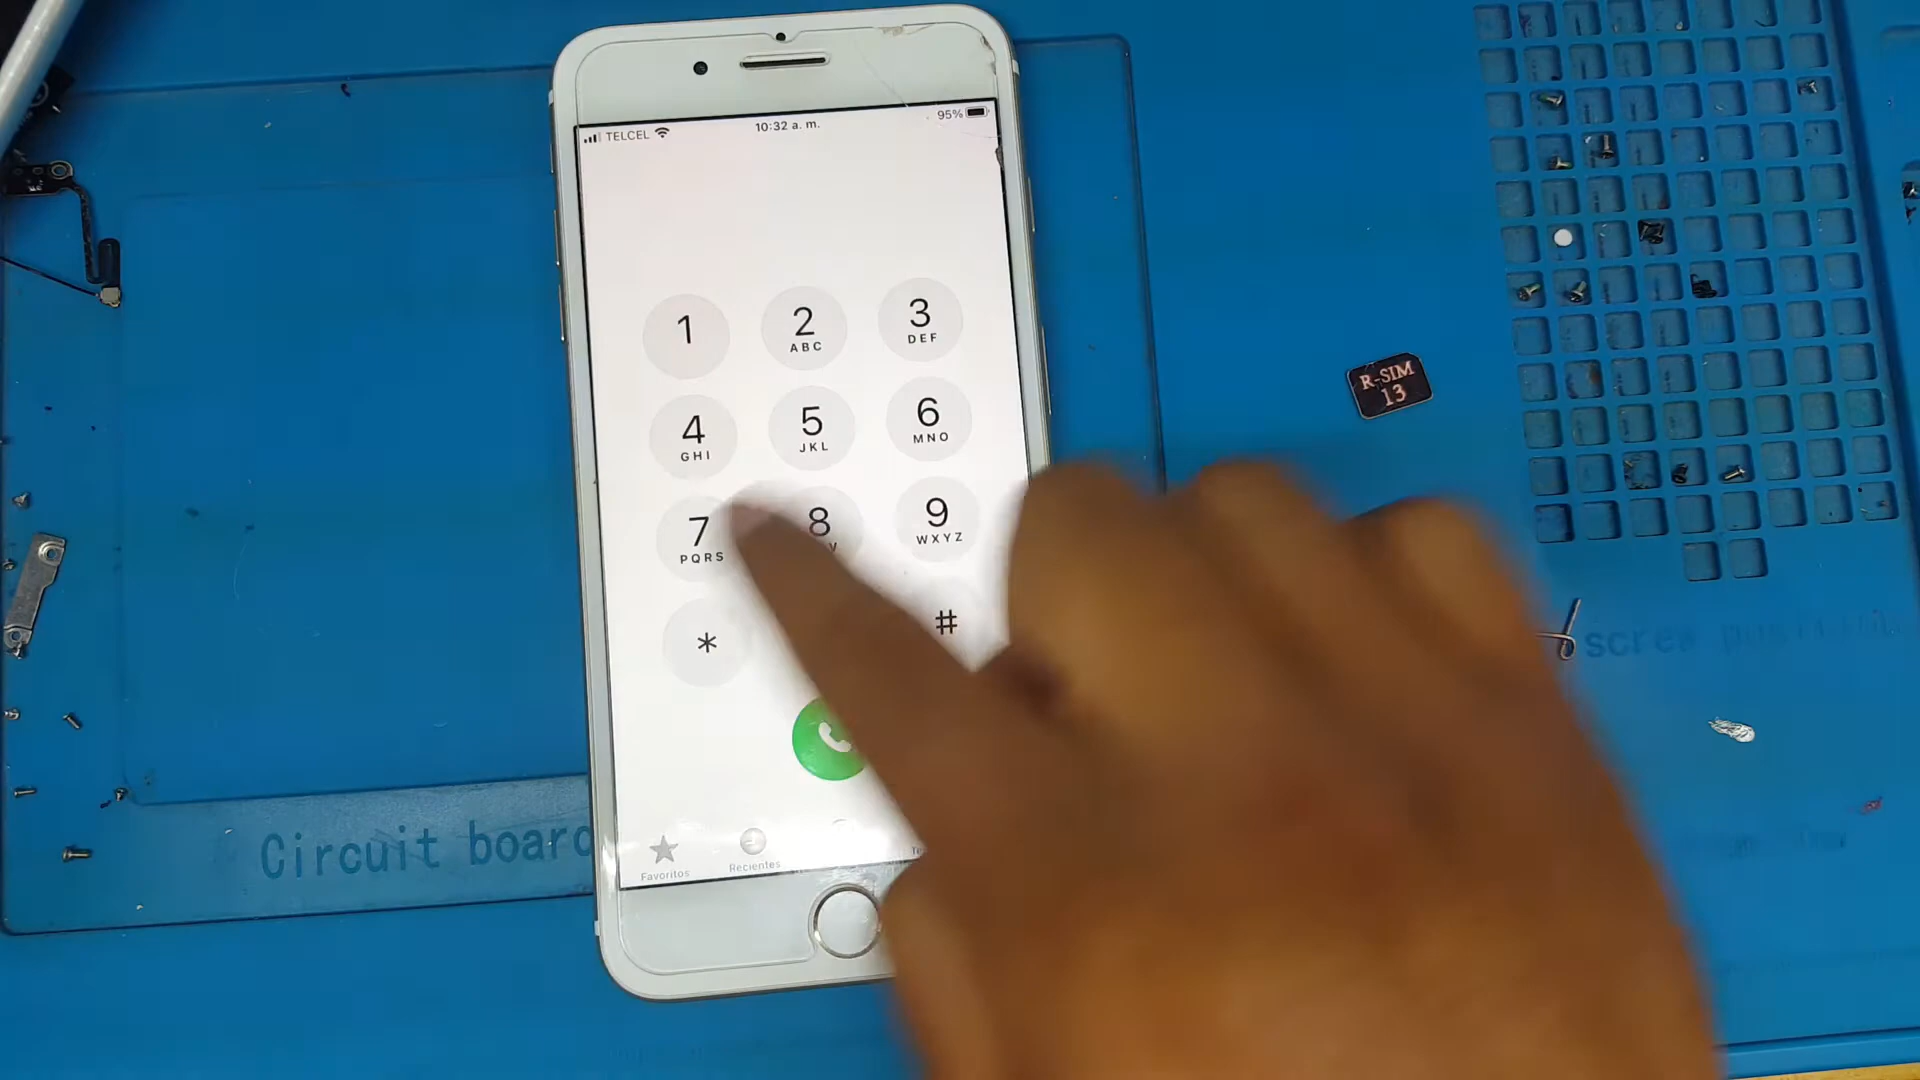 TELCEL
10:32 a. m.
95%
1
2
ABC
3
DEF
4
GHI
5
JKL
6
MNO
7
PQRS
8
9
WXYZ
*
#
Favoritos
Recientes
R-SIM
13
Circuit board
screw